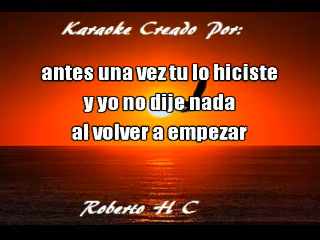 Karaoke Creado Por:
antes una vez tu lo hiciste
y yo no dije nada
al volver a empezar
Roberto H C